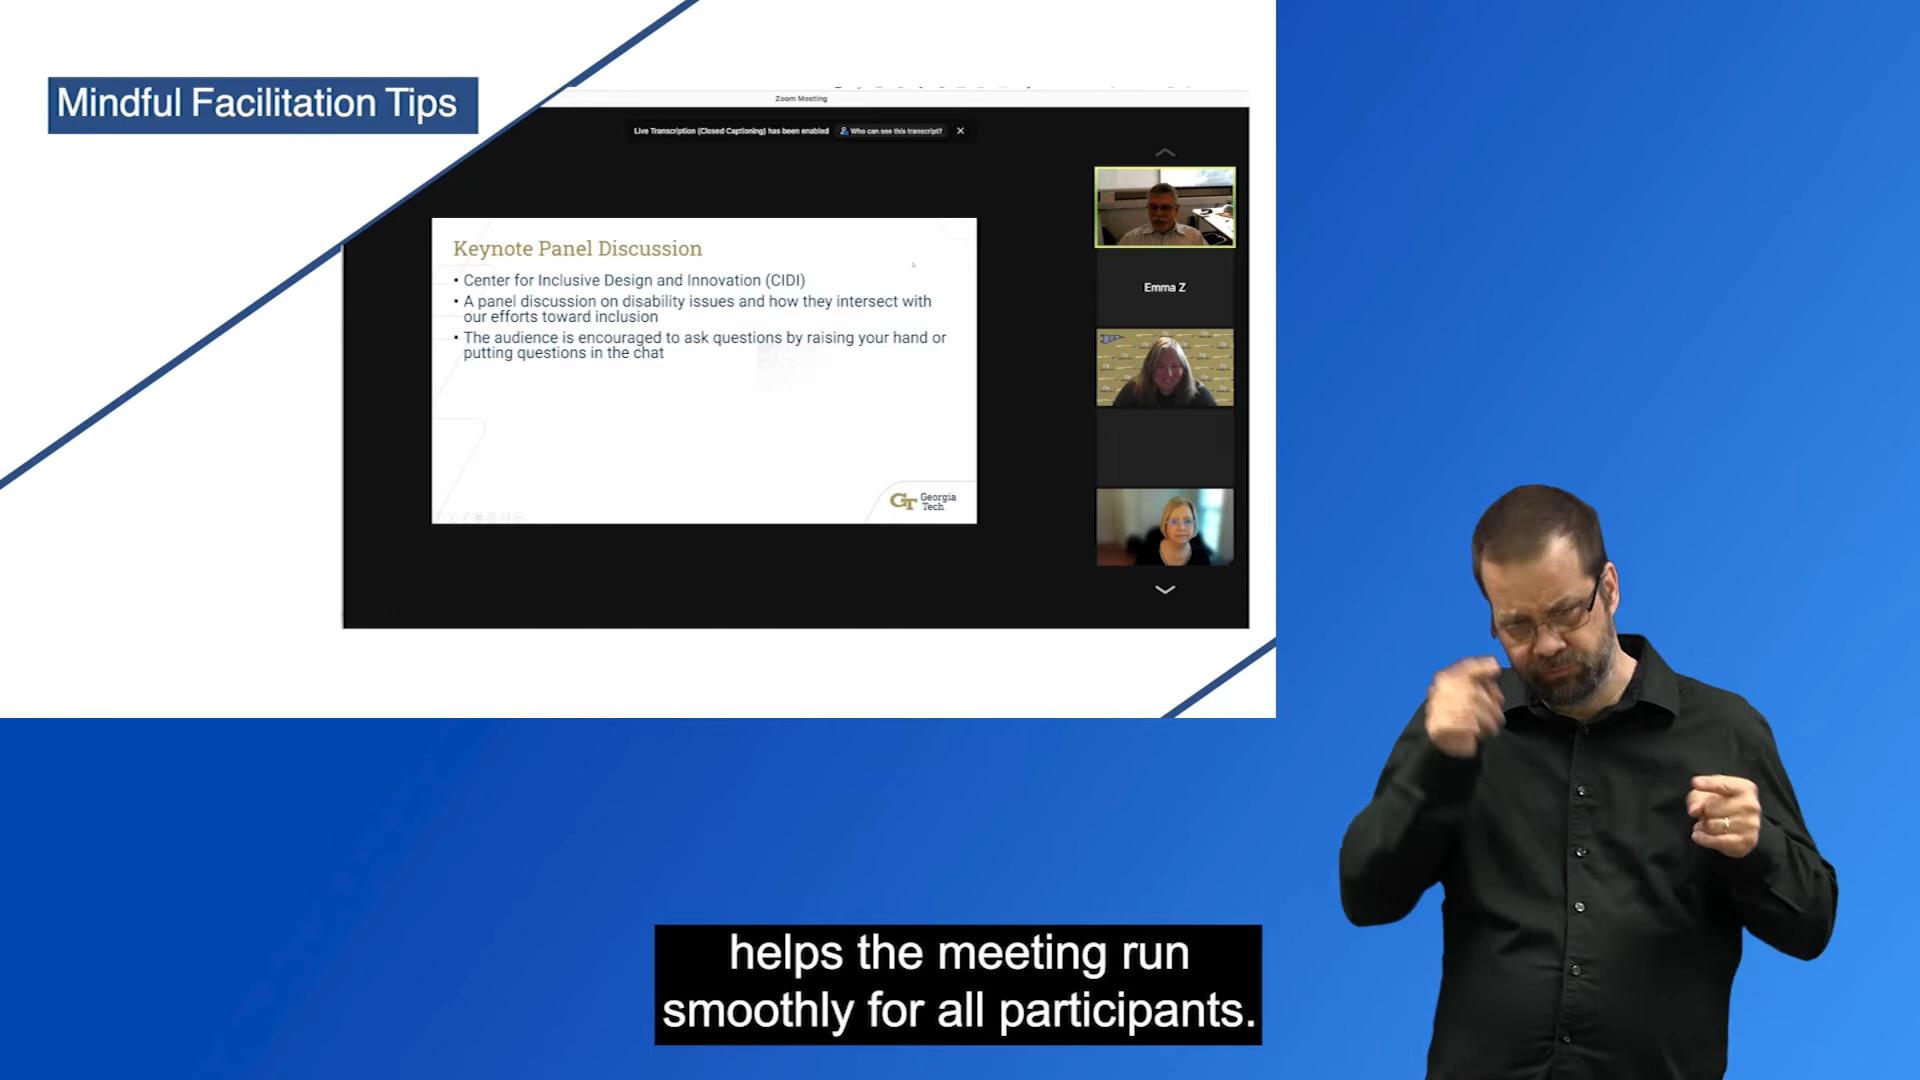 Mindful Facilitation Tips
Zoom Meeting
Live Transcription (Closed Captioning) has been enabled
Who can see this transcript?
Keynote Panel Discussion
• Center for Inclusive Design and Innovation (CIDI)
• A panel discussion on disability issues and how they intersect with
our efforts toward inclusion
• The audience is encouraged to ask questions by raising your hand or
putting questions in the chat
GT Georgia
Tech
Emma Z
helps the meeting run
smoothly for all participants.